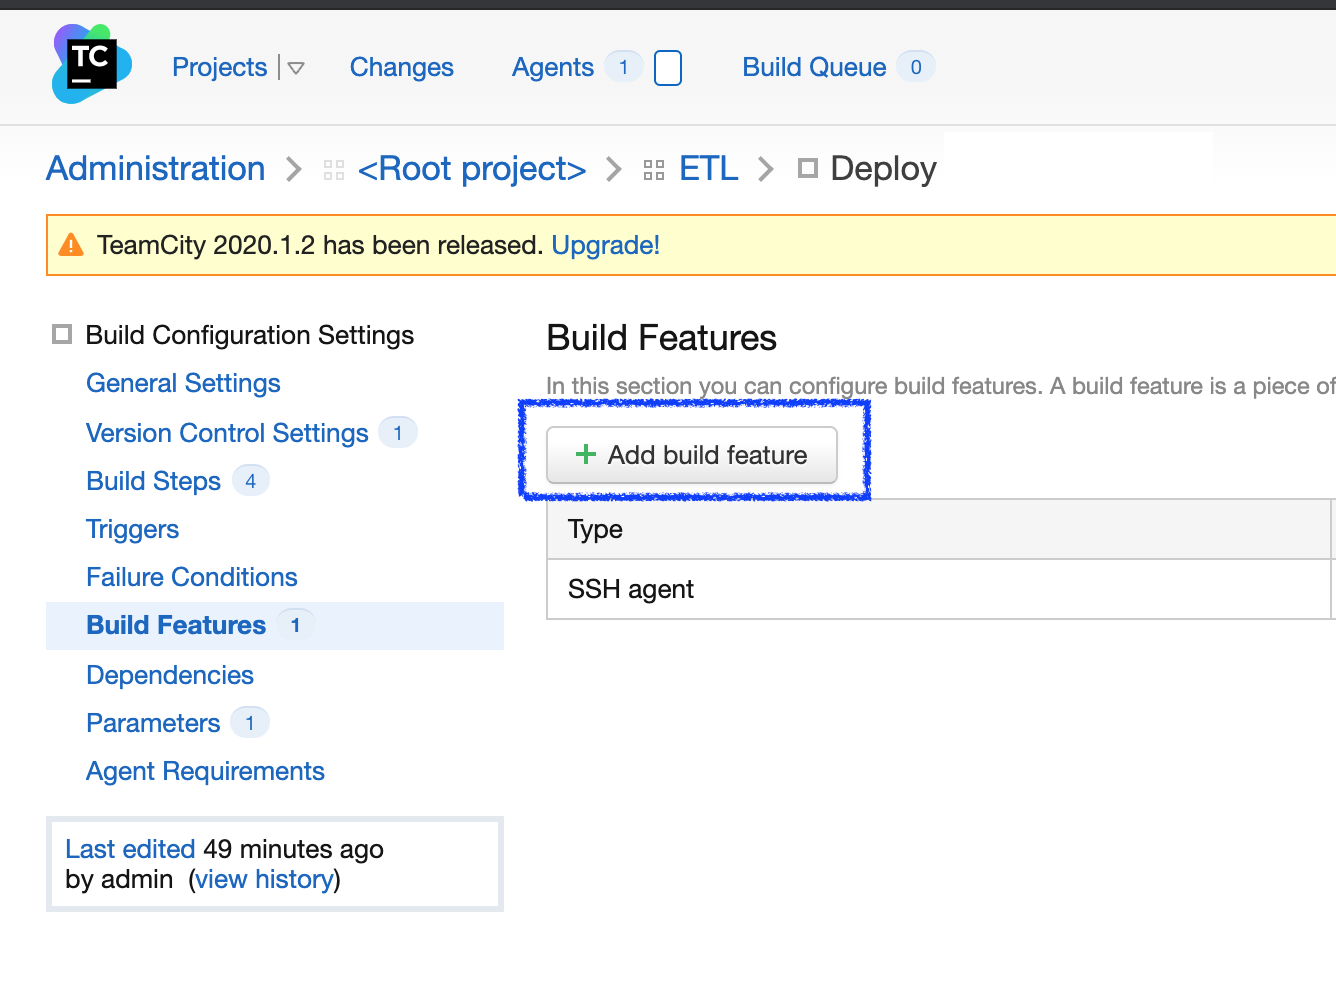 TC
Projects
Changes
Agents 1
Build Queue 0
Administration
<Root project>
ETL
Deploy
TeamCity 2020.1.2 has been released. Upgrade!
Build Configuration Settings
General Settings
Version Control Settings 1
Build Steps 4
Triggers
Failure Conditions
Build Features 1
Dependencies
Parameters 1
Agent Requirements
Last edited 49 minutes ago
by admin (view history)
Build Features
In this section you can configure build features. A build feature is a piece of
+ Add build feature
Type
SSH agent